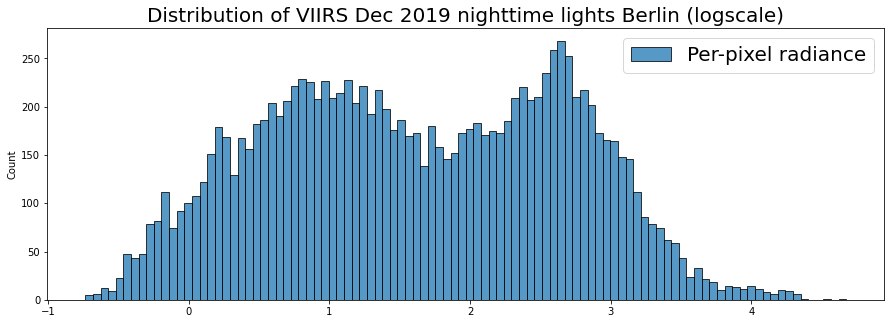 Distribution of VIIRS Dec 2019 nighttime lights Berlin (logscale)
Per-pixel radiance
Count
250
200
150
100
50
0
−1 0 1 2 3 4